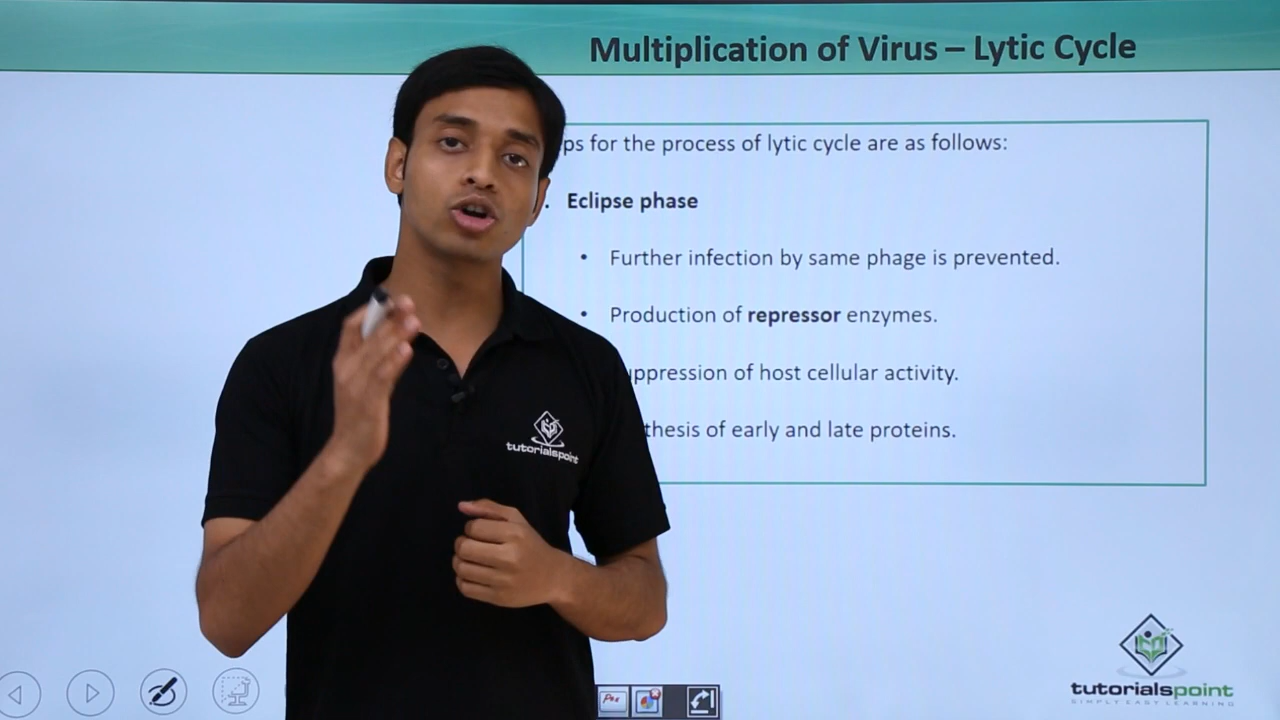 Multiplication of Virus – Lytic Cycle
for the process of lytic cycle are as follows:
Eclipse phase
• Further infection by same phage is prevented.
• Production of repressor enzymes.
of host cellular activity.
of early and late proteins.
tutorialspoint
tutorialspoint
SIMPLY EASY LEARNING